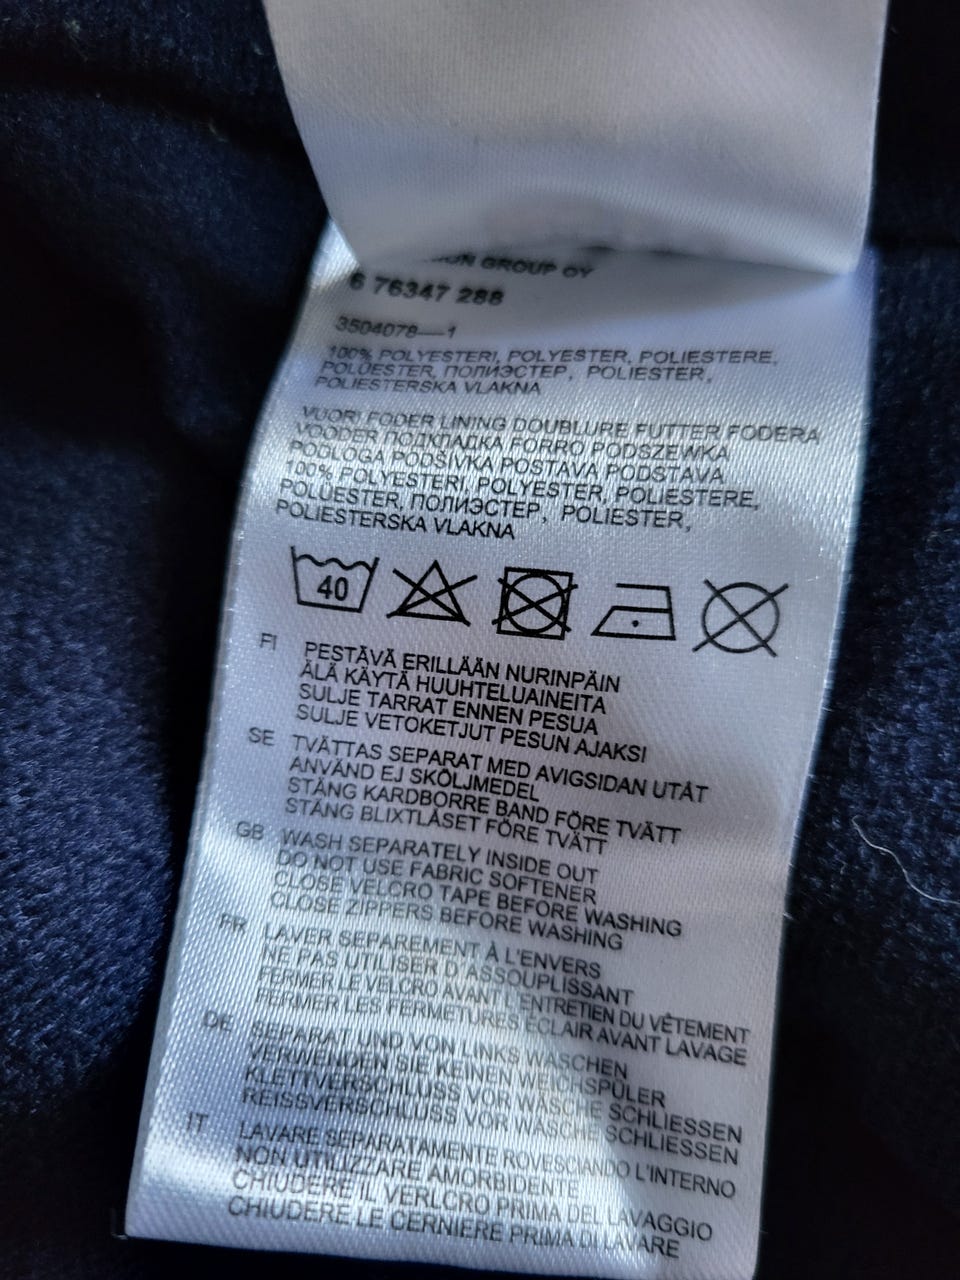 GROUP OY
6 76347 288
3504078—1
100% POLYESTERI, POLYESTER, POLIESTERE,
POLÜESTER, ПОЛИЭСТЕР, POLIESTER,
POLIESTERSKA VLAKNA
VUORI FODER LINING DOUBLURE FUTTER FODERA
VOODER ПОДКЛАДКА FORRO PODSZEWKA
PODLOGA PODŠIVKA POSTAVA PODSTAVA
100% POLYESTERI, POLYESTER, POLIESTERE,
POLÜESTER, ПОЛИЭСТЕР, POLIESTER,
POLIESTERSKA VLAKNA
40
FI PESTÄVÄ ERILLÄÄN NURINPÄIN
ÄLÄ KÄYTÄ HUUHTELUAINEITA
SULJE TARRAT ENNEN PESUA
SULJE VETOKETJUT PESUN AJAKSI
SE TVÄTTAS SEPARAT MED AVIGSIDAN UTÅT
ANVÄND EJ SKÖLJMEDEL
STÄNG KARDBORRE BAND FÖRE TVÄTT
STÄNG BLIXTLÅSET FÖRE TVÄTT
GB WASH SEPARATELY INSIDE OUT
DO NOT USE FABRIC SOFTENER
CLOSE VELCRO TAPE BEFORE WASHING
CLOSE ZIPPERS BEFORE WASHING
FR LAVER SEPAREMENT À L'ENVERS
NE PAS UTILISER D'ASSOUPLISSANT
FERMER LE VELCRO AVANT L'ENTRETIEN DU VÊTEMENT
FERMER LES FERMETURES ÉCLAIR AVANT LAVAGE
DE SEPARAT UND VON LINKS WASCHEN
VERWENDEN SIE KEINEN WEICHSPÜLER
KLETTVERSCHLUSS VOR WÄSCHE SCHLIESSEN
REISSVERSCHLUSS VOR WÄSCHE SCHLIESSEN
IT LAVARE SEPARATAMENTE ROVESCIANDO L'INTERNO
NON UTILIZZARE AMORBIDENTE
CHIUDERE IL VERLCRO PRIMA DEL LAVAGGIO
CHIUDERE LE CERNIERE PRIMA DI LAVARE